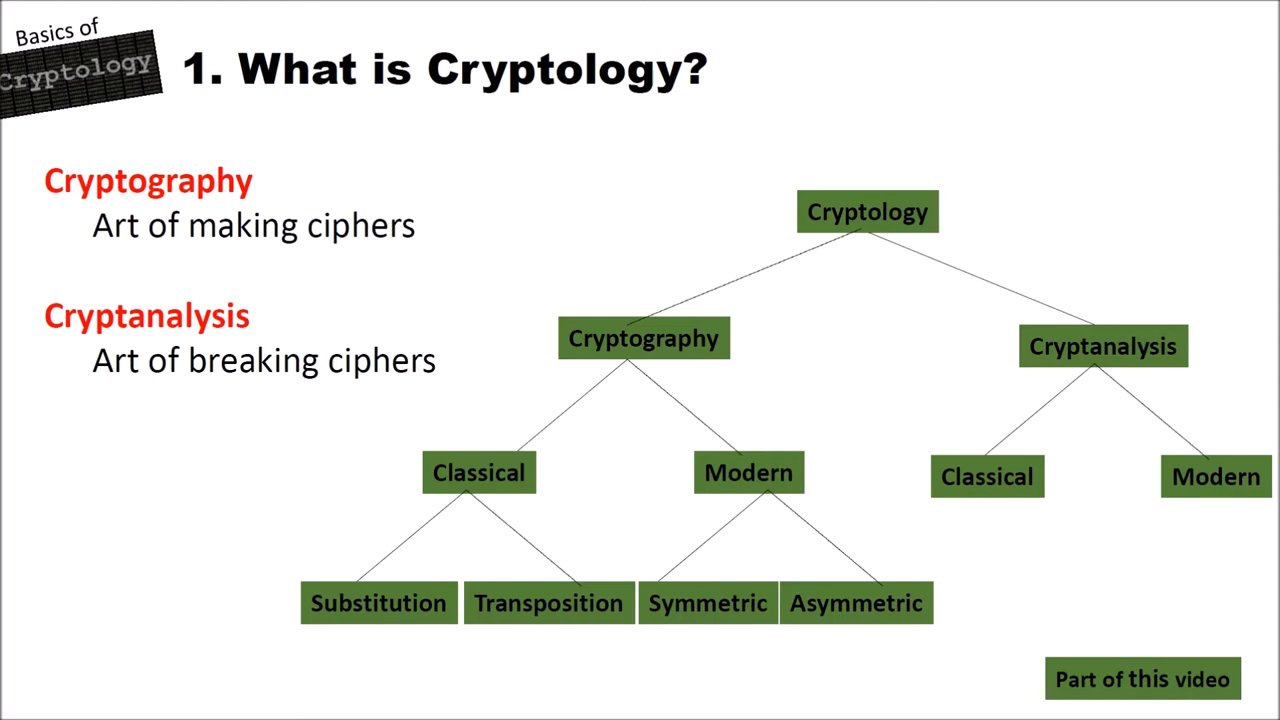 Basics of
Cryptology
1. What is Cryptology?
Cryptography
Art of making ciphers
Cryptanalysis
Art of breaking ciphers
Cryptology
Cryptography
Cryptanalysis
Classical
Modern
Classical
Modern
Substitution
Transposition
Symmetric
Asymmetric
Part of this video